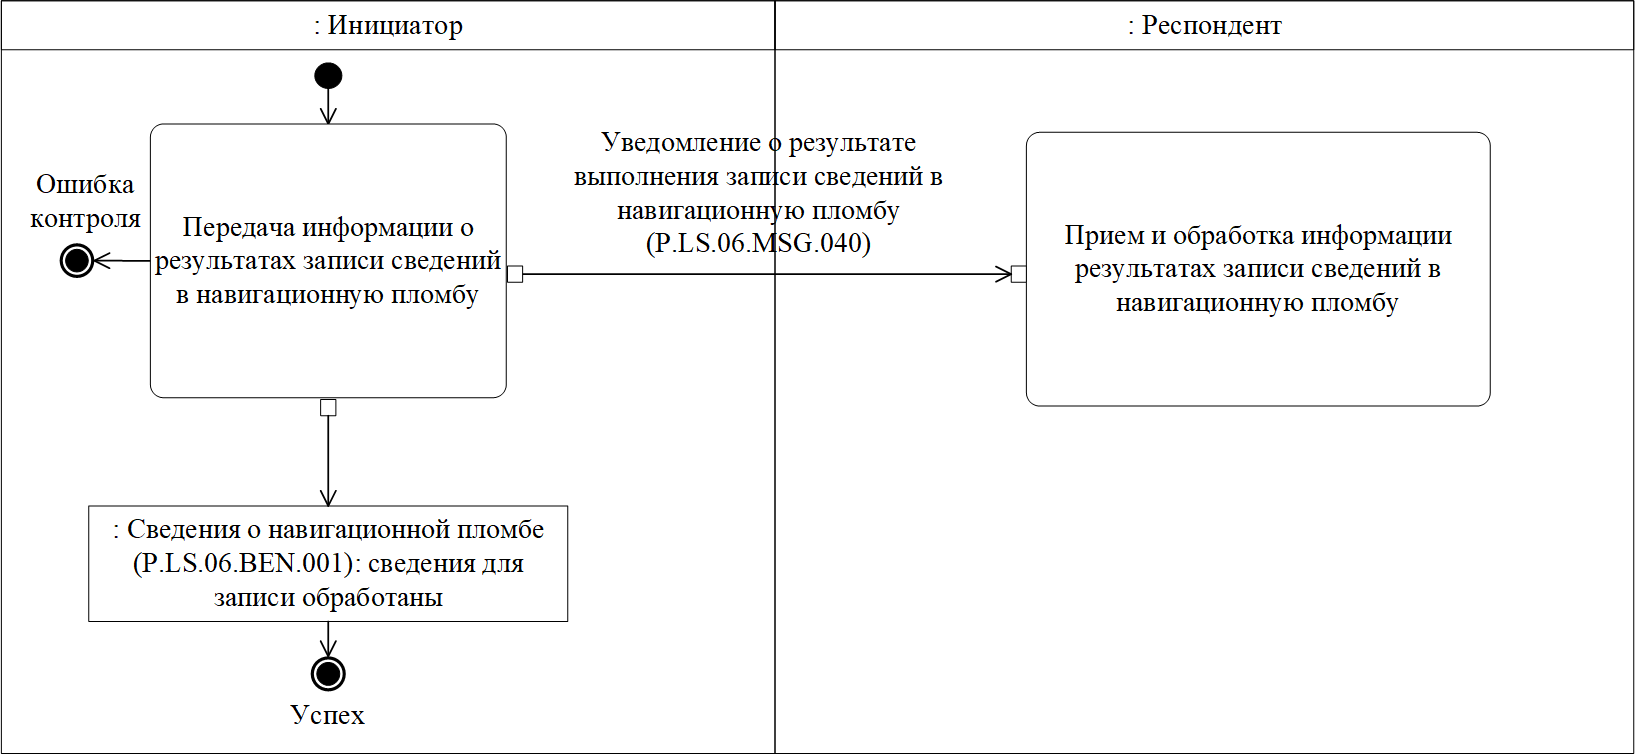 : Инициатор
: Респондент
Ошибка
контроля
Передача информации о
результатах записи сведений
в навигационную пломбу
Уведомление о результате
выполнения записи сведений в
навигационную пломбу
(P.LS.06.MSG.040)
Прием и обработка информации
результатах записи сведений в
навигационную пломбу
: Сведения о навигационной пломбе
(P.LS.06.BEN.001): сведения для
записи обработаны
Успех